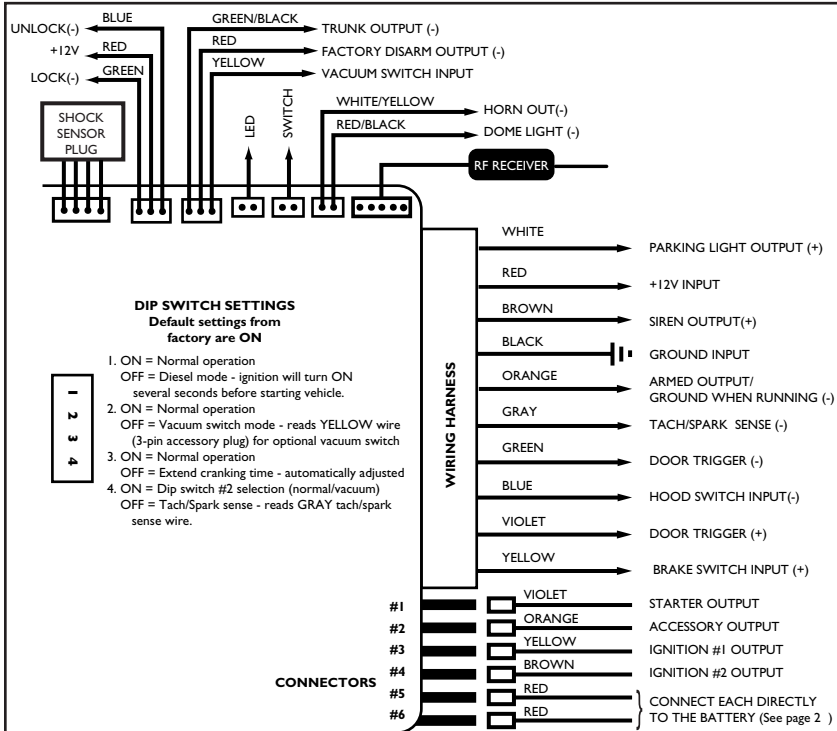 UNLOCK(-)
BLUE
+12V
RED
LOCK(-)
GREEN
GREEN/BLACK
TRUNK OUTPUT (-)
RED
FACTORY DISARM OUTPUT (-)
YELLOW
VACUUM SWITCH INPUT
SHOCK
SENSOR
PLUG
LED
SWITCH
WHITE/YELLOW
HORN OUT(-)
RED/BLACK
DOME LIGHT (-)
RF RECEIVER
DIP SWITCH SETTINGS
Default settings from
factory are ON
1. ON = Normal operation
OFF = Diesel mode - ignition will turn ON
several seconds before starting vehicle.
2. ON = Normal operation
OFF = Vacuum switch mode - reads YELLOW wire
(3-pin accessory plug) for optional vacuum switch
3. ON = Normal operation
OFF = Extend cranking time - automatically adjusted
4. ON = Dip switch #2 selection (normal/vacuum)
OFF = Tach/Spark sense - reads GRAY tach/spark
sense wire.
1
2
3
4
WIRING HARNESS
WHITE
PARKING LIGHT OUTPUT (+)
RED
+12V INPUT
BROWN
SIREN OUTPUT(+)
BLACK
GROUND INPUT
ORANGE
ARMED OUTPUT/
GROUND WHEN RUNNING (-)
GRAY
TACH/SPARK SENSE (-)
GREEN
DOOR TRIGGER (-)
BLUE
HOOD SWITCH INPUT(-)
VIOLET
DOOR TRIGGER (+)
YELLOW
BRAKE SWITCH INPUT (+)
CONNECTORS
#1
VIOLET
STARTER OUTPUT
#2
ORANGE
ACCESSORY OUTPUT
#3
YELLOW
IGNITION #1 OUTPUT
#4
BROWN
IGNITION #2 OUTPUT
#5
RED
#6
RED
CONNECT EACH DIRECTLY
TO THE BATTERY (See page 2 )